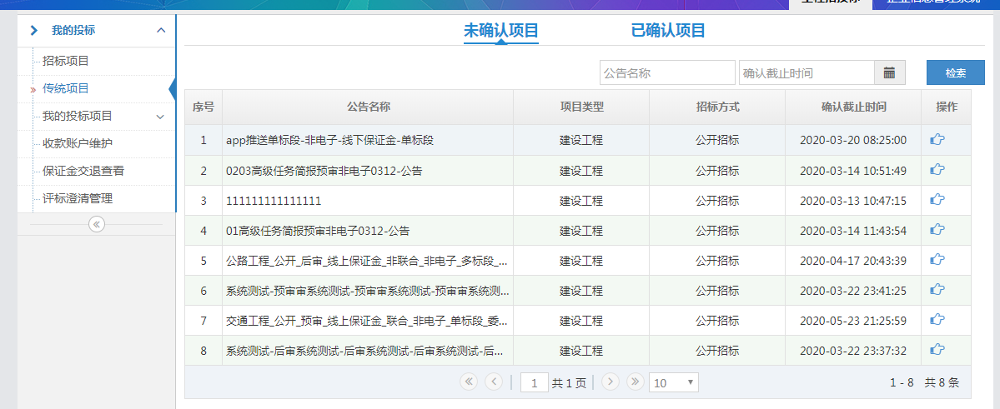 我的投标
招标项目
传统项目
我的投标项目
收款账户维护
保证金交退查看
评标澄清管理
未确认项目 已确认项目
公告名称 确认截止时间 检索
序号 公告名称 项目类型 招标方式 确认截止时间 操作
1 app推送单标段-非电子-线下保证金-单标段 建设工程 公开招标 2020-03-20 08:25:00
2 0203高级任务简报预审非电子0312-公告 建设工程 公开招标 2020-03-14 10:51:49
3 111111111111111 建设工程 公开招标 2020-03-13 10:47:15
4 01高级任务简报预审非电子0312-公告 建设工程 公开招标 2020-03-14 11:43:54
5 公路工程_公开_后审_线上保证金_非联合_非电子_多标段_... 建设工程 公开招标 2020-04-17 20:43:39
6 系统测试-预审审系统测试-预审审系统测试-预审审系统测... 建设工程 公开招标 2020-03-22 23:41:25
7 交通工程_公开_预审_线上保证金_联合_非电子_单标段_委... 建设工程 公开招标 2020-05-23 21:25:59
8 系统测试-后审系统测试-后审系统测试-后审系统测试-后... 建设工程 公开招标 2020-03-22 23:37:32
1 共 1 页 10 1 - 8 共 8 条